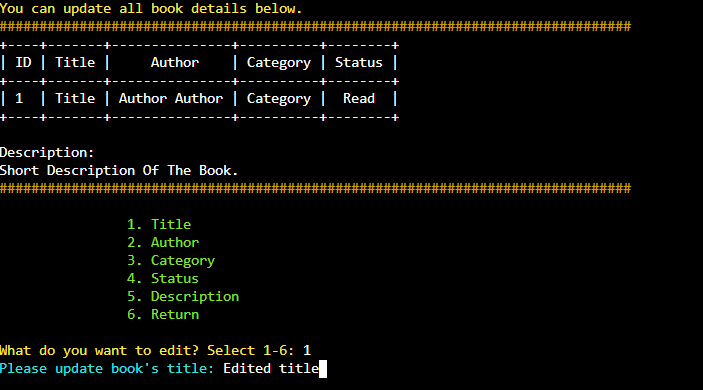 You can update all book details below.
###############################################################################
+----+-------+---------------+----------+--------+
| ID | Title |     Author    | Category | Status |
+----+-------+---------------+----------+--------+
| 1  | Title | Author Author | Category |  Read  |
+----+-------+---------------+----------+--------+
Description:
Short Description Of The Book.
###############################################################################
1. Title
2. Author
3. Category
4. Status
5. Description
6. Return
What do you want to edit? Select 1-6: 1
Please update book's title: Edited title